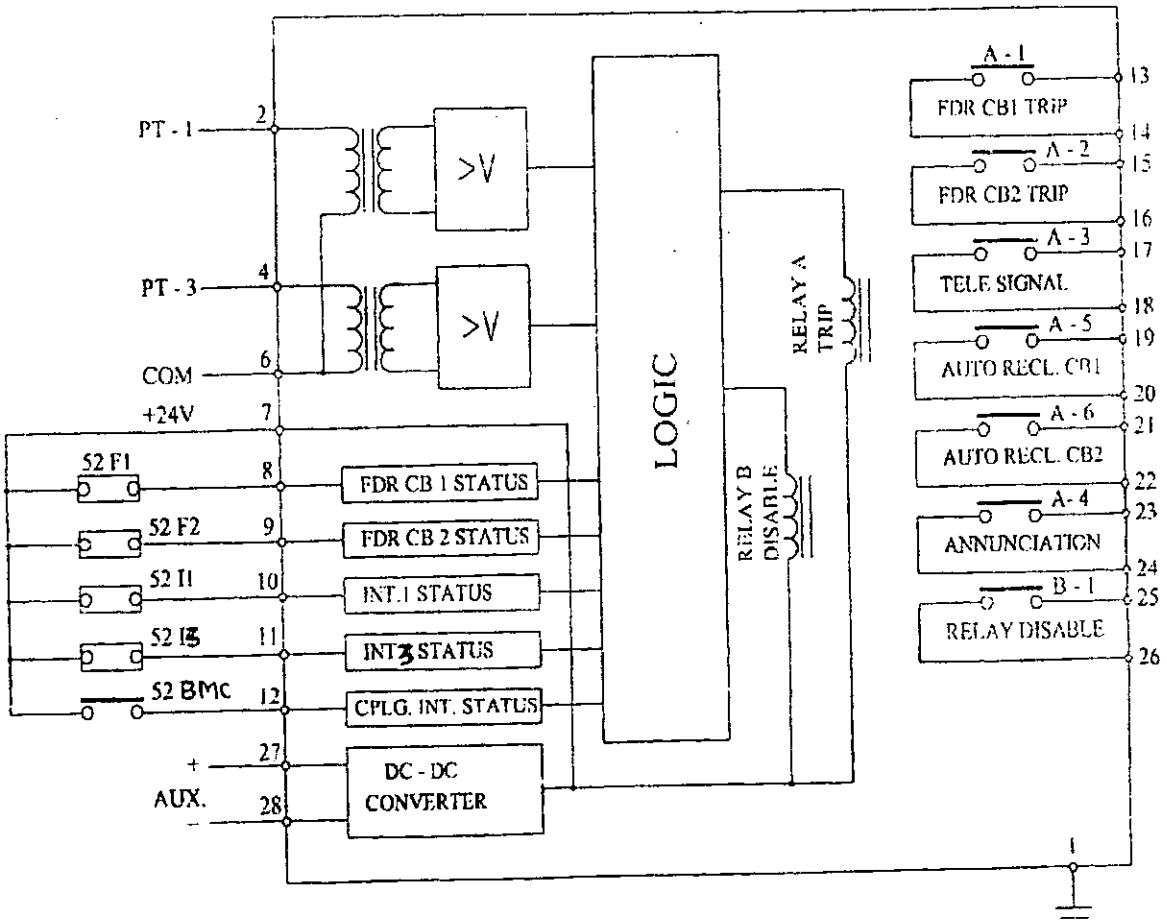 PT - 1
2
>V
PT - 3
4
>V
COM
6
+24V
7
52 F1
8
FDR CB 1 STATUS
52 F2
9
FDR CB 2 STATUS
52 I1
10
INT.1 STATUS
52 I3
11
INT3 STATUS
52 BMC
12
CPLG. INT. STATUS
+
27
AUX.
DC - DC
CONVERTER
-
28
LOGIC
RELAY A
TRIP
RELAY B
DISABLE
A - 1
13
FDR CB1 TRIP
14
A - 2
15
FDR CB2 TRIP
16
A - 3
17
TELE SIGNAL
18
A - 5
19
AUTO RECL. CB1
20
A - 6
21
AUTO RECL. CB2
22
A - 4
23
ANNUNCIATION
24
B - 1
25
RELAY DISABLE
26
1